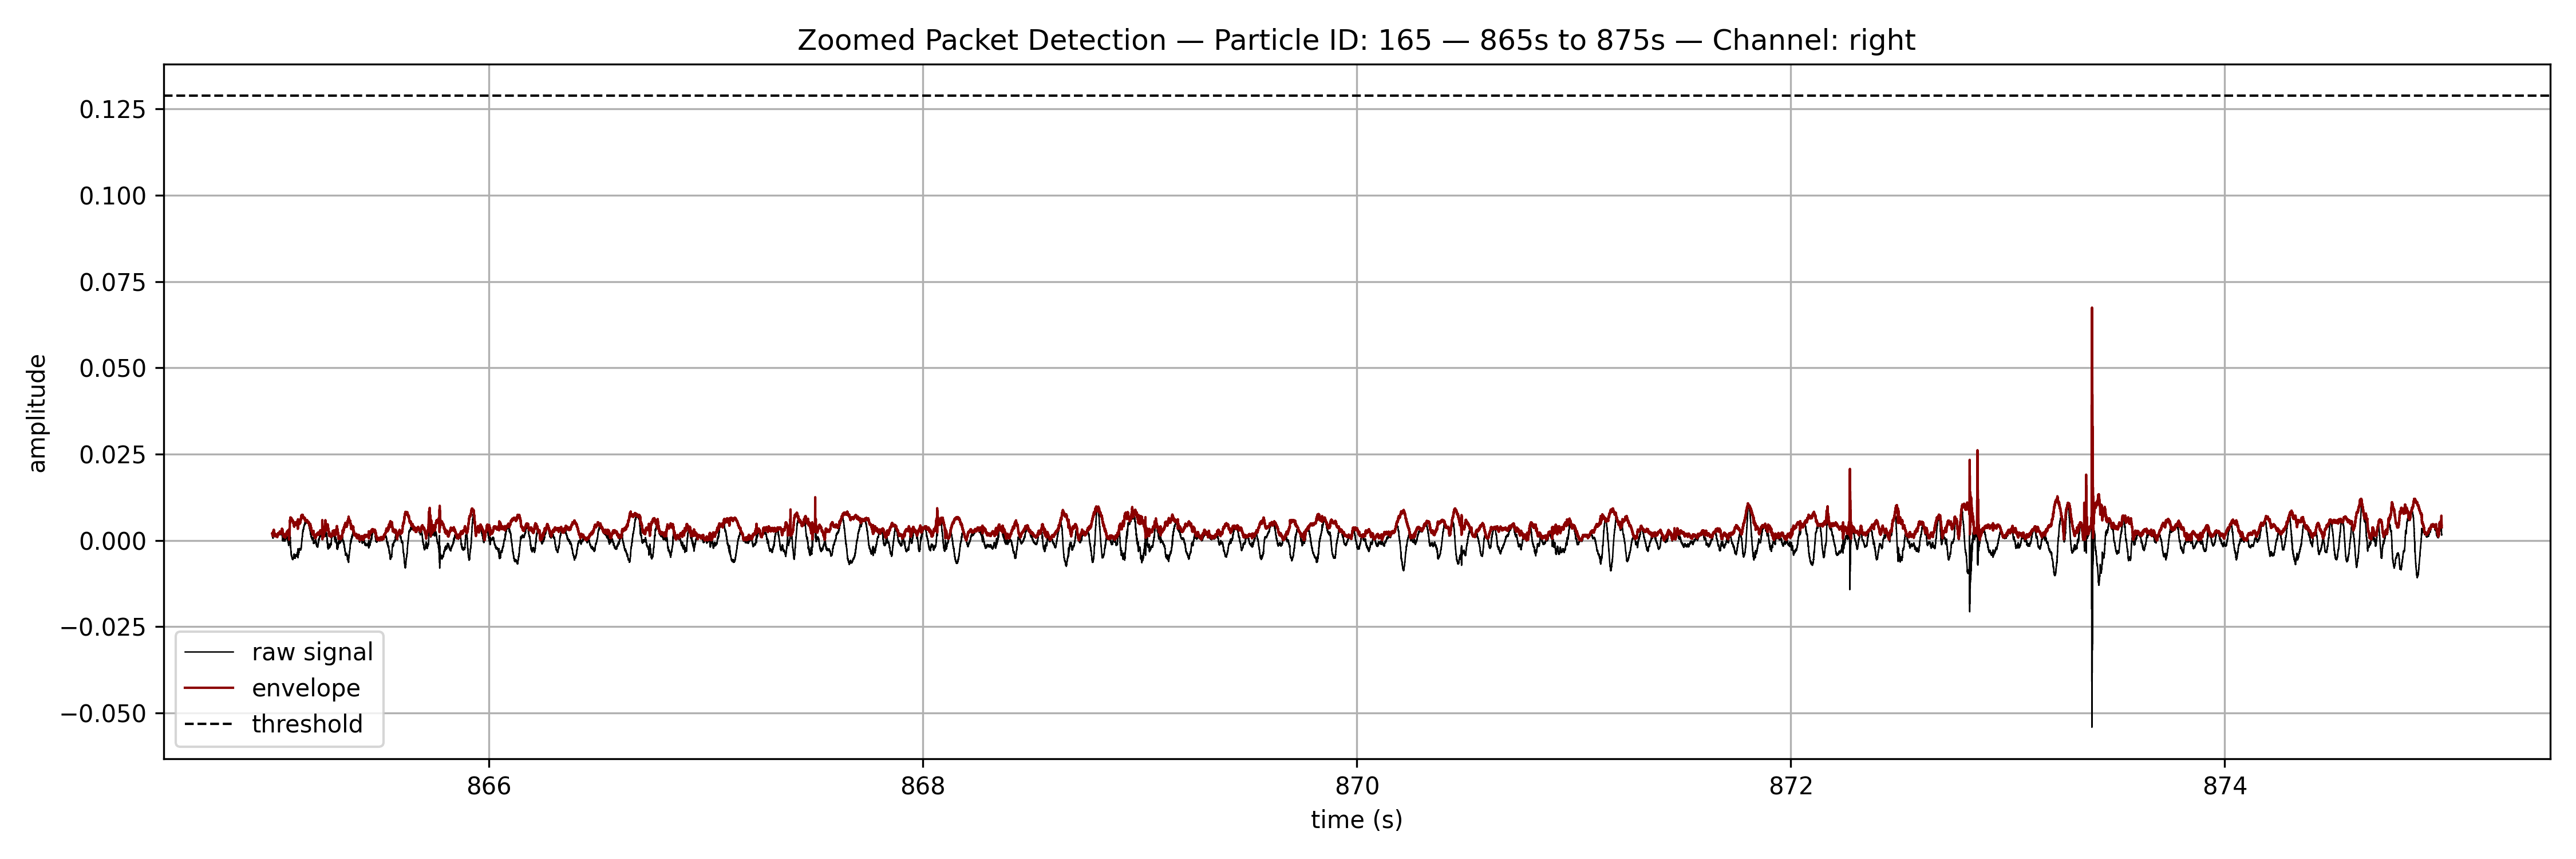 Zoomed Packet Detection — Particle ID: 165 — 865s to 875s — Channel: right
0.125
0.100
0.075
0.050
0.025
0.000
−0.025
−0.050
amplitude
raw signal
envelope
threshold
866 868 870 872 874
time (s)